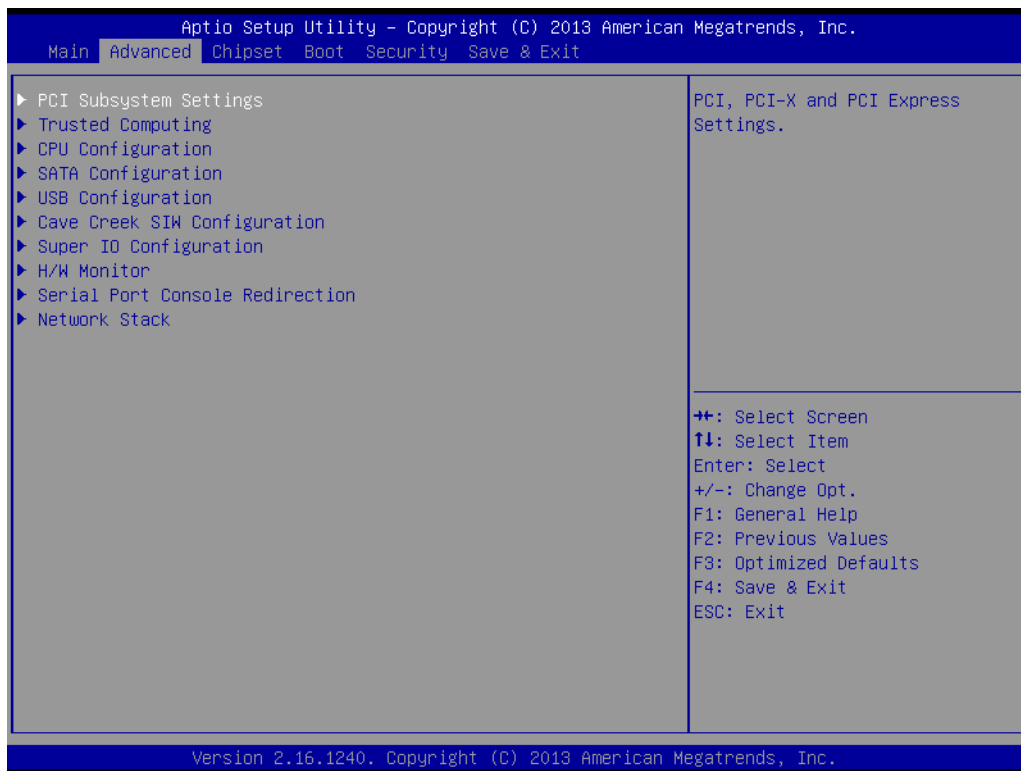 Aptio Setup Utility – Copyright (C) 2013 American Megatrends, Inc.
Main Advanced Chipset Boot Security Save & Exit
PCI Subsystem Settings
Trusted Computing
CPU Configuration
SATA Configuration
USB Configuration
Cave Creek SIW Configuration
Super IO Configuration
H/W Monitor
Serial Port Console Redirection
Network Stack
PCI, PCI-X and PCI Express
Settings.
→←: Select Screen
↑↓: Select Item
Enter: Select
+/-: Change Opt.
F1: General Help
F2: Previous Values
F3: Optimized Defaults
F4: Save & Exit
ESC: Exit
Version 2.16.1240. Copyright (C) 2013 American Megatrends, Inc.